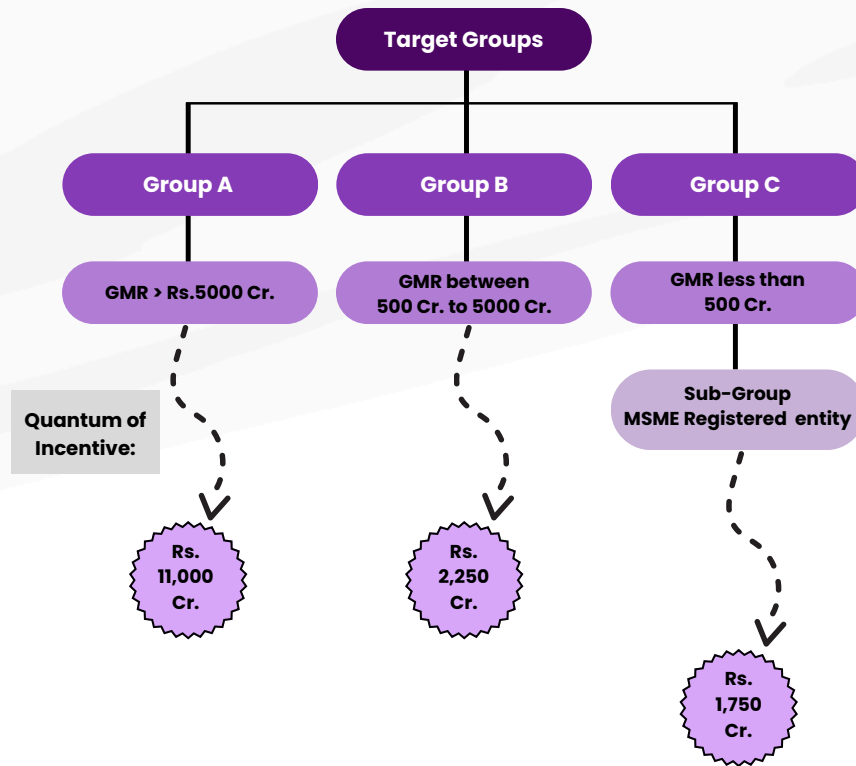 Target Groups
Group A
Group B
Group C
GMR > Rs.5000 Cr.
GMR between
500 Cr. to 5000 Cr.
GMR less than
500 Cr.
Sub-Group
MSME Registered entity
Quantum of
Incentive:
Rs.
11,000
Cr.
Rs.
2,250
Cr.
Rs.
1,750
Cr.